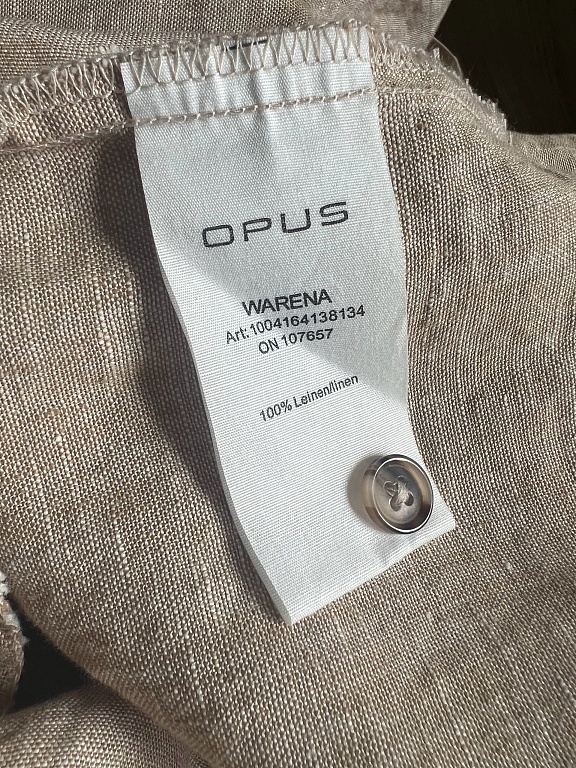 OPUS
WARENA
Art:1004164138134
ON 107657
100% Leinen/linen